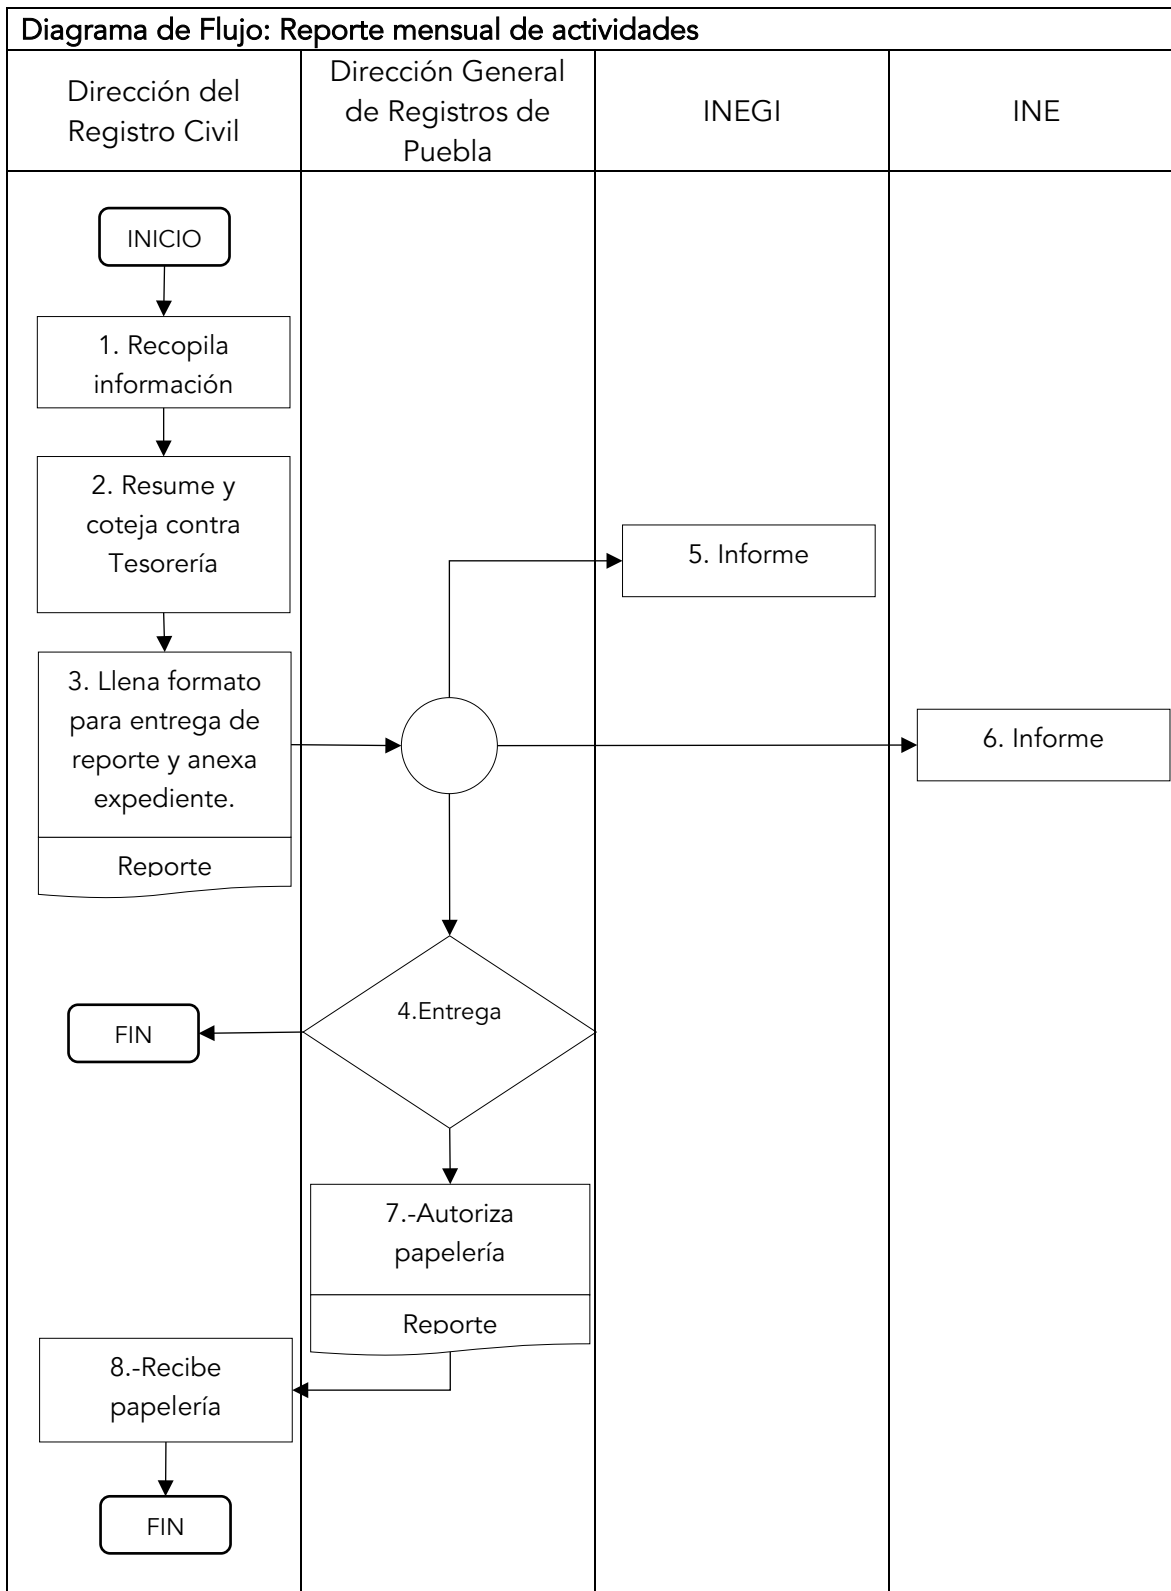 Diagrama de Flujo: Reporte mensual de actividades
Dirección del
Registro Civil
Dirección General
de Registros de
Puebla
INEGI
INE
INICIO
1. Recopila
información
2. Resume y
coteja contra
Tesorería
3. Llena formato
para entrega de
reporte y anexa
expediente.
Reporte
5. Informe
6. Informe
4.Entrega
FIN
7.-Autoriza
papelería
Reporte
8.-Recibe
papelería
FIN